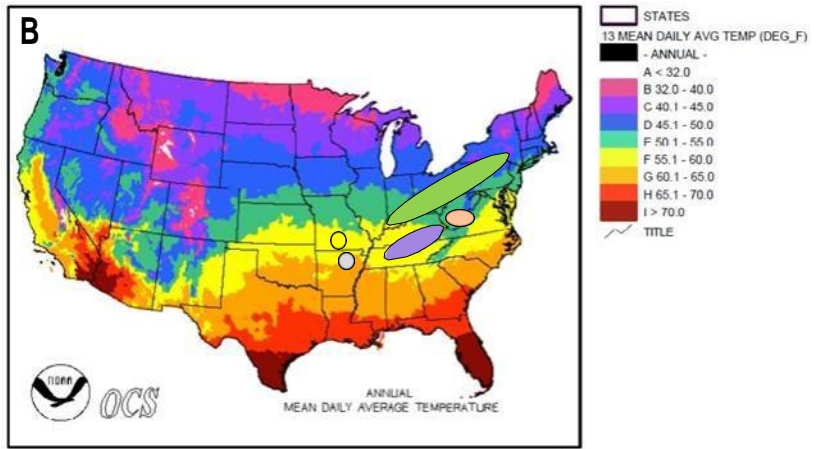 B
STATES
13 MEAN DAILY AVG TEMP (DEG_F)
- ANNUAL -
A < 32.0
B 32.0 - 40.0
C 40.1 - 45.0
D 45.1 - 50.0
E 50.1 - 55.0
F 55.1 - 60.0
G 60.1 - 65.0
H 65.1 - 70.0
I > 70.0
TITLE
NOAA
OCS
ANNUAL
MEAN DAILY AVERAGE TEMPERATURE